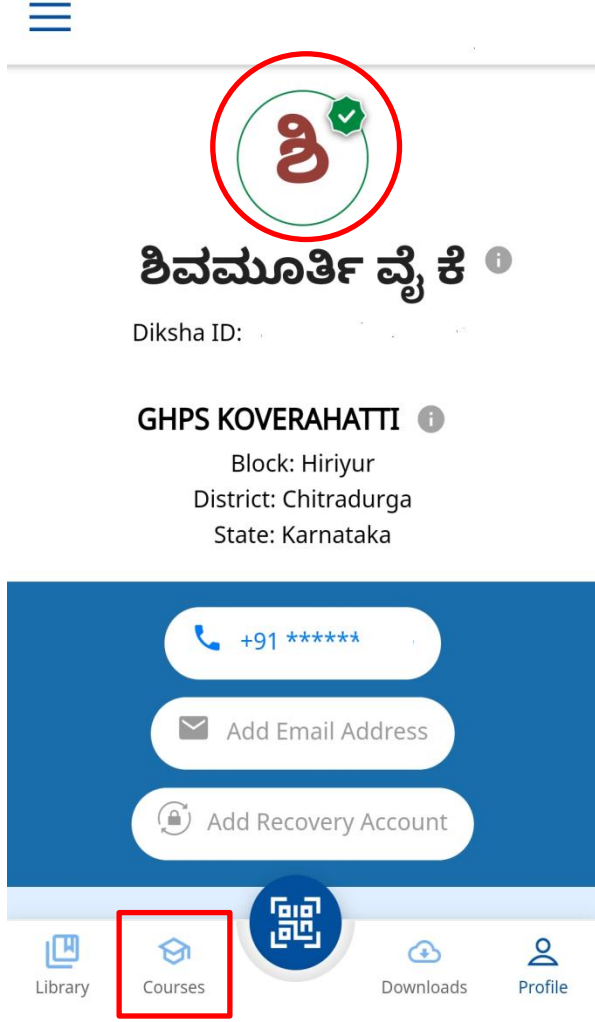 ಶಿ
ಶಿವಮೂರ್ತಿ ವೈ ಕೆ
Diksha ID:
GHPS KOVERAHATTI
Block: Hiriyur
District: Chitradurga
State: Karnataka
+91 ******
Add Email Address
Add Recovery Account
Library Courses Downloads Profile